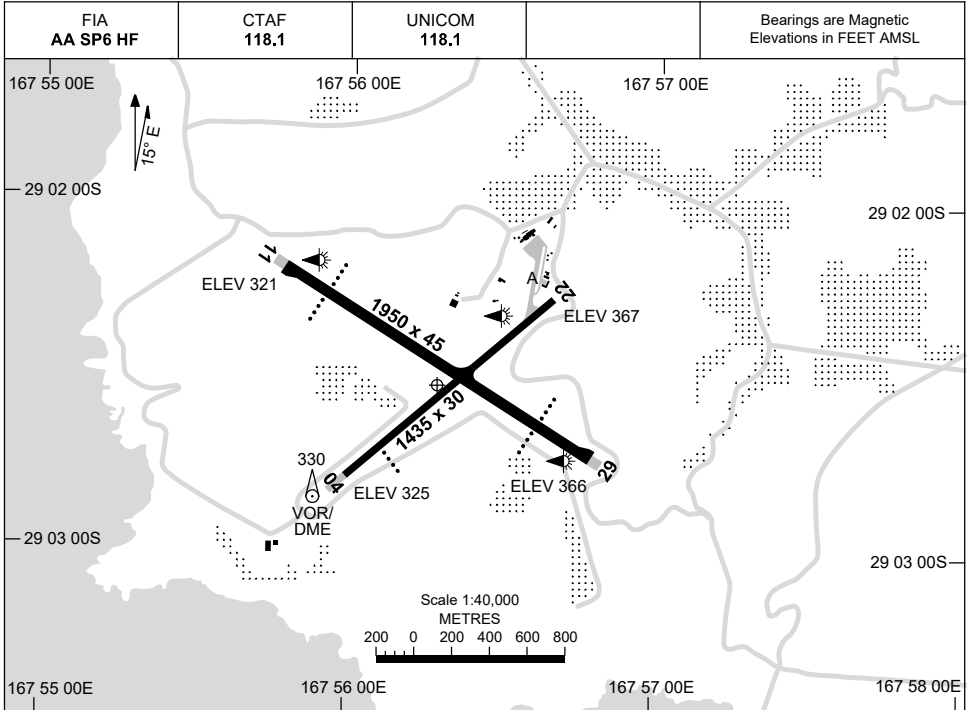 FIA
AA SP6 HF
CTAF
118.1
UNICOM
118.1
Bearings are Magnetic
Elevations in FEET AMSL
167 55 00E
167 56 00E
167 57 00E
15° E
29 02 00S
29 02 00S
11
ELEV 321
A
22
ELEV 367
1950 x 45
1435 x 30
330
04
VOR/
DME
ELEV 325
ELEV 366
29
29 03 00S
29 03 00S
Scale 1:40,000
METRES
200 0 200 400 600 800
167 55 00E
167 56 00E
167 57 00E
167 58 00E